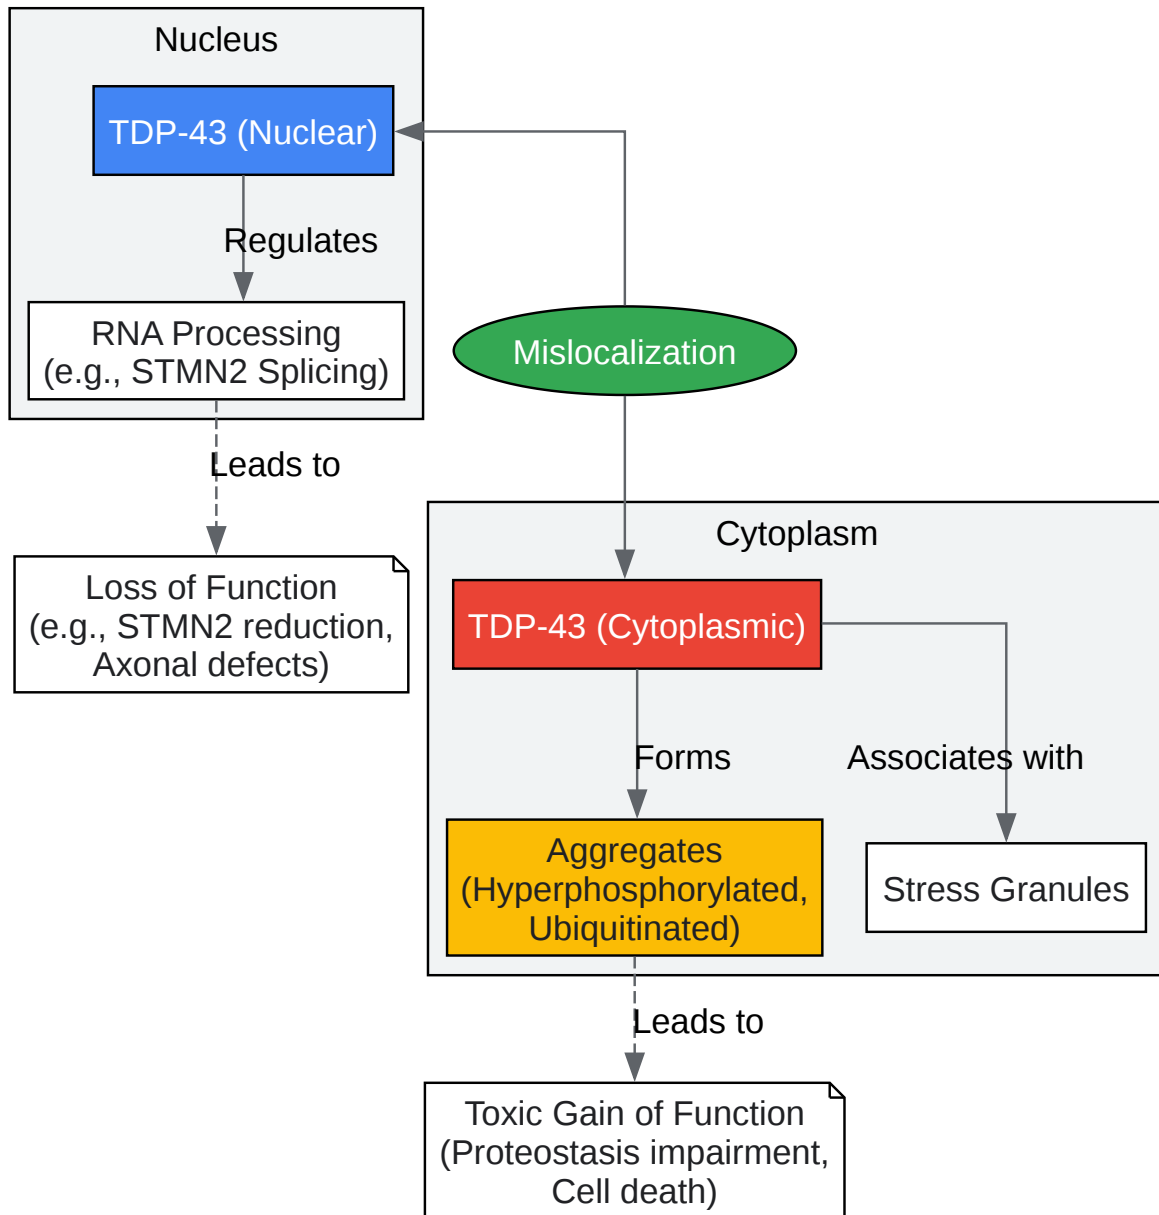 Nucleus
TDP-43 (Nuclear)
Regulates
RNA Processing
(e.g., STMN2 Splicing)
Mislocalization
Leads to
Loss of Function
(e.g., STMN2 reduction,
Axonal defects)
Cytoplasm
TDP-43 (Cytoplasmic)
Forms
Associates with
Aggregates
(Hyperphosphorylated,
Ubiquitinated)
Stress Granules
Leads to
Toxic Gain of Function
(Proteostasis impairment,
Cell death)